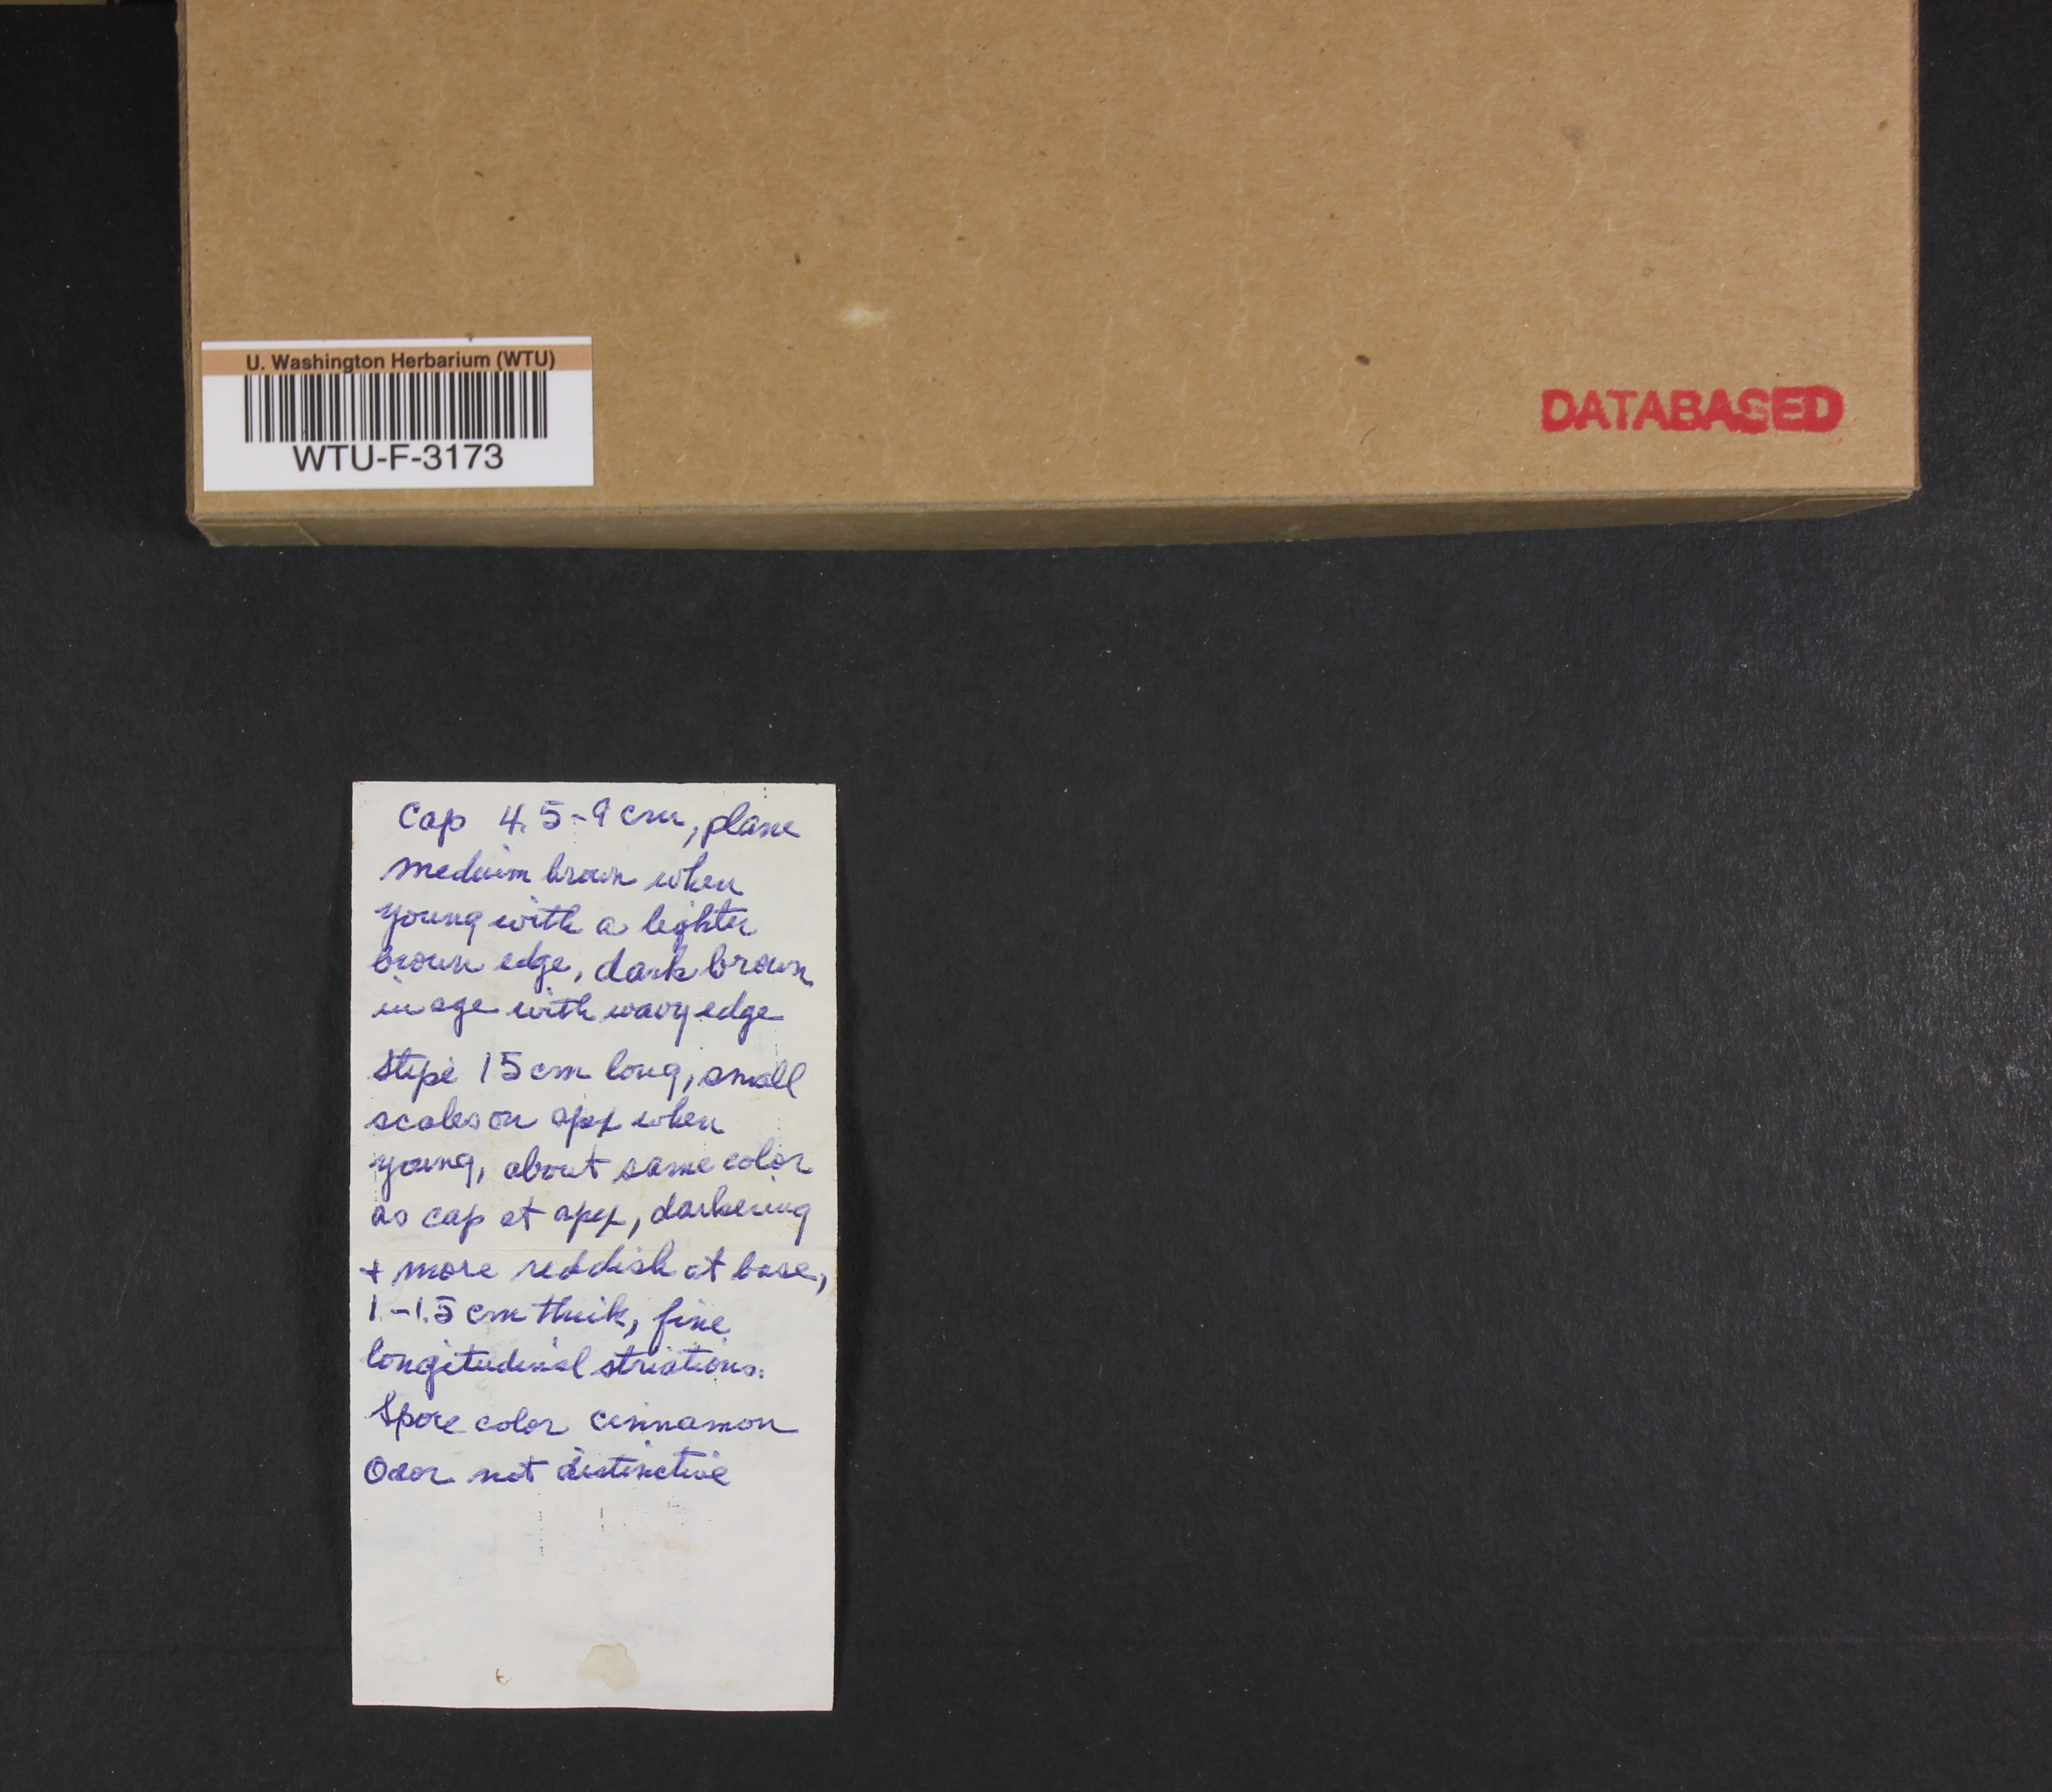 U. Washington Herbarium (WTU)
WTU-F-3173
DATABASED
Cap 4.5-9 cm, plane
medium brown when
young with a lighter
brown edge, dark brown
in age with wavy edge
Stipe 15 cm long, small
scales on apex when
young, about same color
as cap at apex, darkening
+ more reddish at base,
1.-1.5 cm thick, fine
longitudinal striations.
Spore color cinnamon
Odor not distinctive